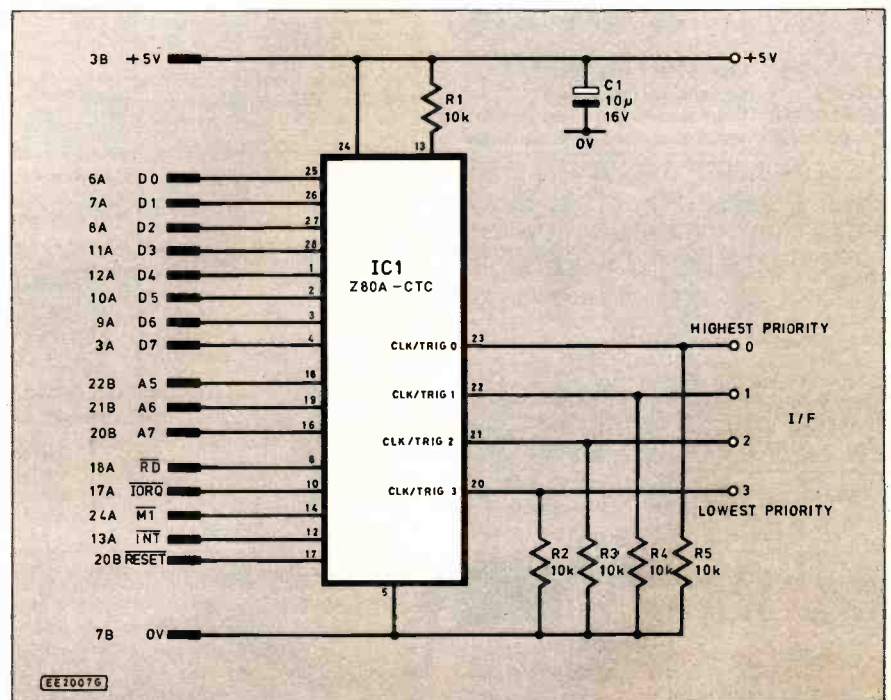 3B +5V
+5V
R1
10k
C1
10µ
16V
0V
24
13
6A D0 25
7A D1 26
8A D2 27
11A D3 28
12A D4 1
10A D5 2
9A D6 3
3A D7 4
22B A5 18
21B A6 19
20B A7 16
18A RD 6
17A IORQ 10
24A M1 14
13A INT 12
20B RESET 17
IC1
Z80A-CTC
CLK/TRIG 0 23
CLK/TRIG 1 22
CLK/TRIG 2 21
CLK/TRIG 3 20
HIGHEST PRIORITY
0
1
I/F
2
3
LOWEST PRIORITY
R2 R3 R4 R5
10k 10k 10k 10k
5
7B 0V
EE2007G